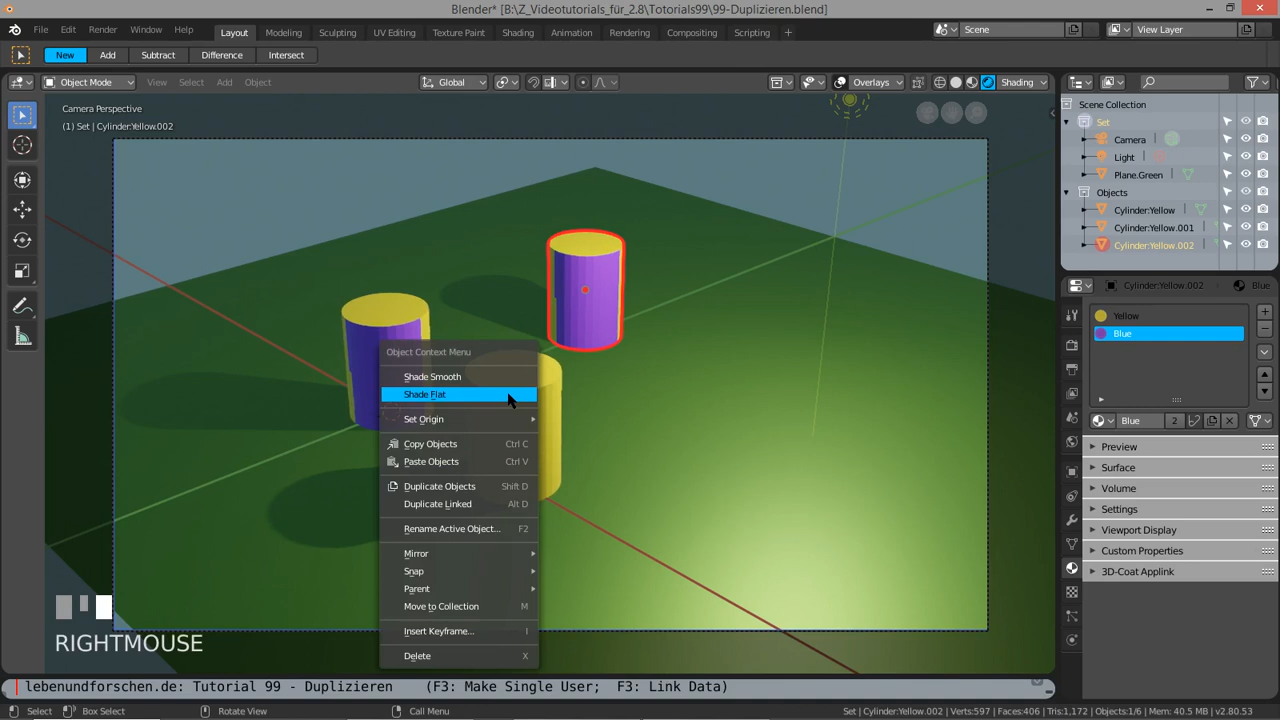 Blender* [B:\Z_Videotutorials_für_2.8\Tutorials99\99-Duplizieren.blend]
File Edit Render Window Help Layout Modeling Sculpting UV Editing Texture Paint Shading Animation Rendering Compositing Scripting + Scene View Layer
New Add Subtract Difference Intersect
Object Mode View Select Add Object Global Overlays Shading
Camera Perspective
(1) Set | Cylinder:Yellow.002
Scene Collection
Set
Camera
Light
Plane.Green
Objects
Cylinder:Yellow
Cylinder:Yellow.001
Cylinder:Yellow.002
Cylinder:Yellow.002 Blue
Yellow
Blue
Blue 2
Preview
Surface
Volume
Settings
Viewport Display
Custom Properties
3D-Coat Applink
Object Context Menu
Shade Smooth
Shade Flat
Set Origin
Copy Objects Ctrl C
Paste Objects Ctrl V
Duplicate Objects Shift D
Duplicate Linked Alt D
Rename Active Object... F2
Mirror
Snap
Parent
Move to Collection M
Insert Keyframe... I
Delete X
RIGHTMOUSE
lebenundforschen.de: Tutorial 99 - Duplizieren (F3: Make Single User; F3: Link Data)
Select Box Select Rotate View Call Menu Set | Cylinder:Yellow.002 | Verts:597 | Faces:406 | Tris:1,172 | Objects:1/6 | Mem: 40.5 MB | v2.80.53